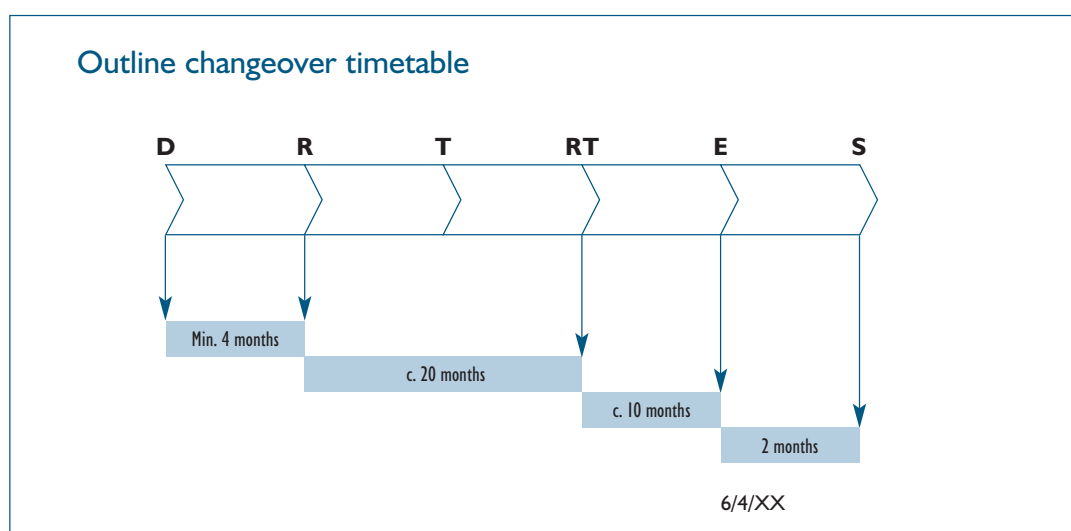 Outline changeover timetable
D R T RT E S
Min. 4 months
c. 20 months
c. 10 months
2 months
6/4/XX